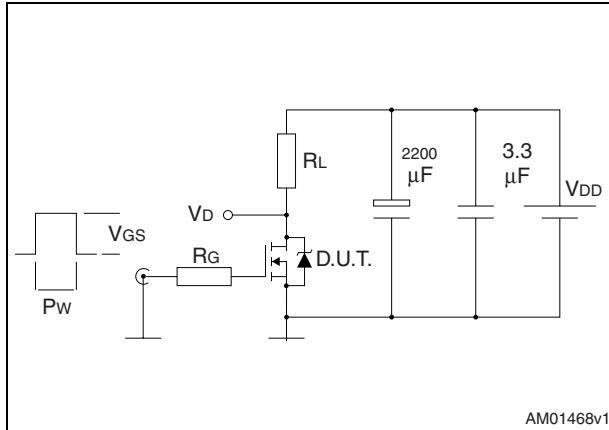 RL
2200
μF
3.3
μF
VDD
VD
VGS
RG
D.U.T.
PW
AM01468v1